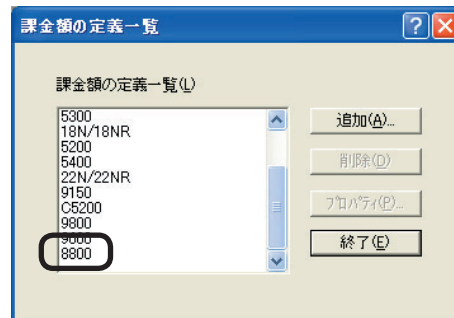 課金額の定義一覧
課金額の定義一覧(L)
5300
18N/18NR
5200
5400
22N/22NR
9150
C5200
9800
9000
8800
追加(A)...
削除(D)
プロパティ(P)...
終了(E)